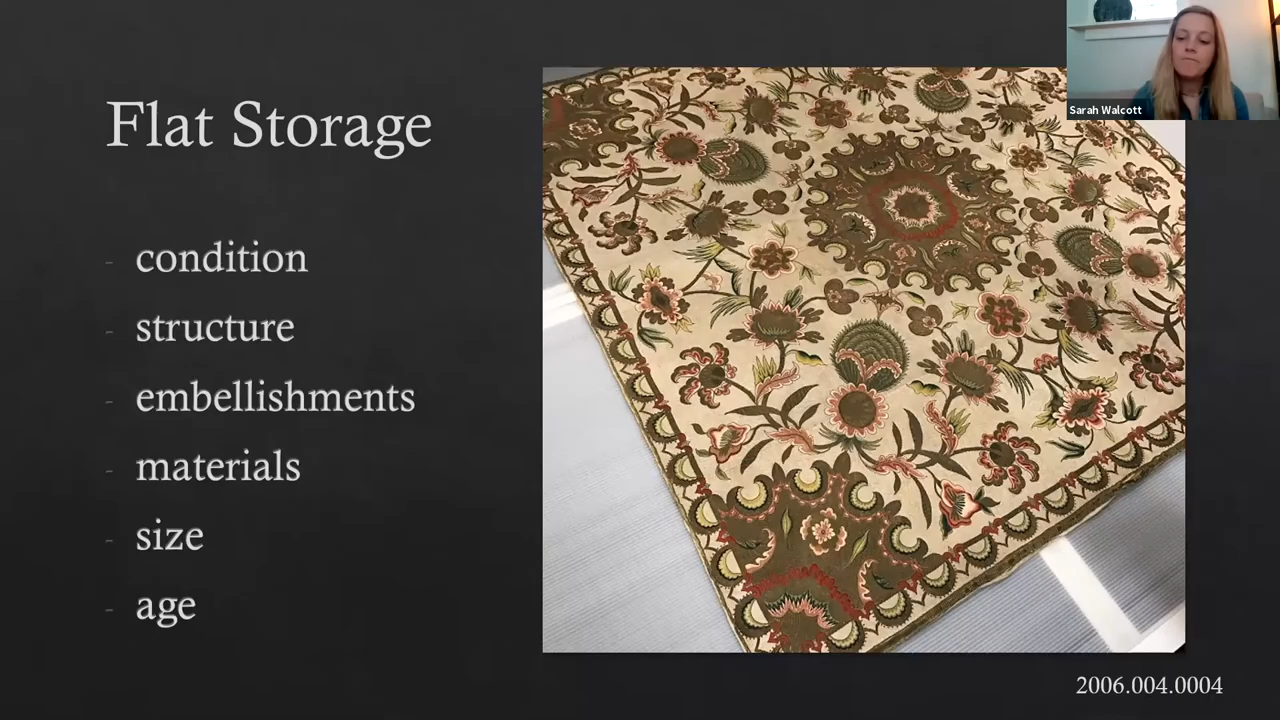 Flat Storage
- condition
- structure
- embellishments
- materials
- size
- age
Sarah Walcott
2006.004.0004